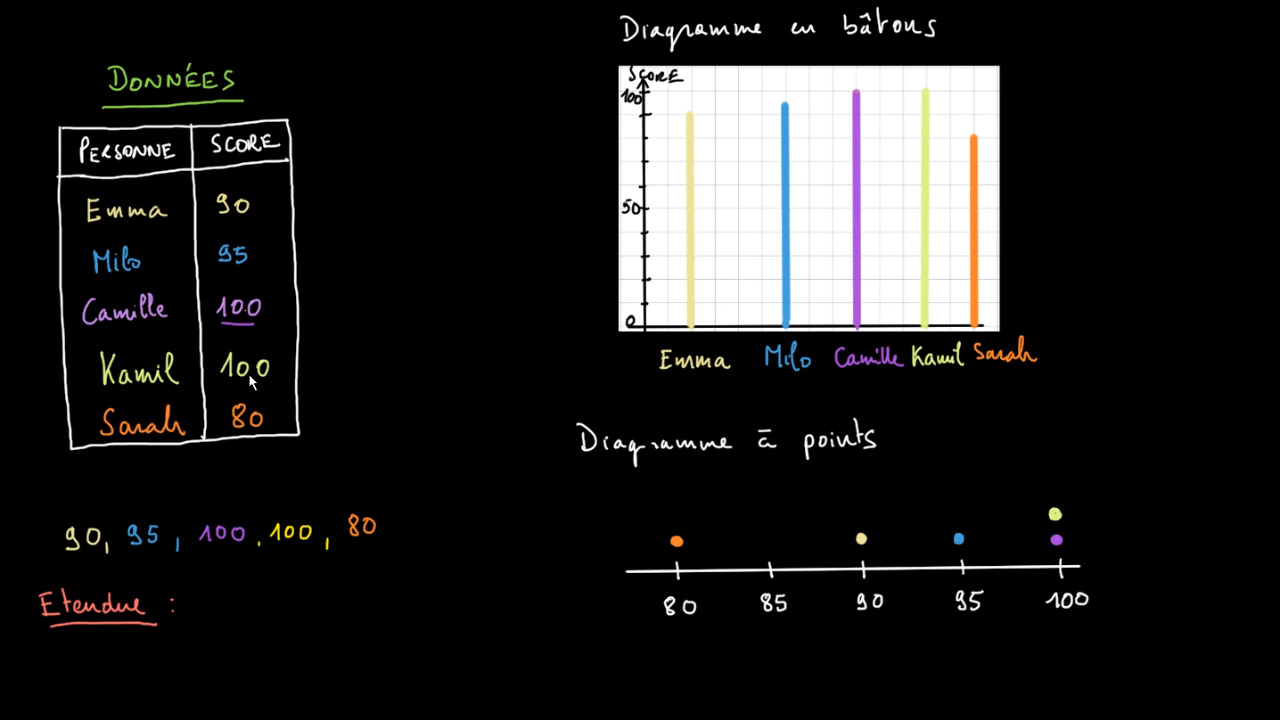 DONNÉES
PERSONNE SCORE
Emma 90
Milo 95
Camille 100
Kamil 100
Sarah 80
90, 95, 100, 100, 80
Etendue :
Diagramme en bâtons
SCORE
100
50
0
Emma Milo Camille Kamil Sarah
Diagramme à points
80 85 90 95 100